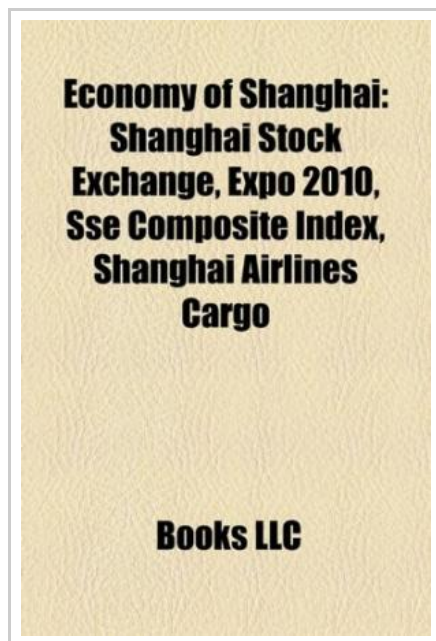 Economy of Shanghai:
Shanghai Stock
Exchange, Expo 2010,
Sse Composite Index,
Shanghai Airlines
Cargo
Books LLC